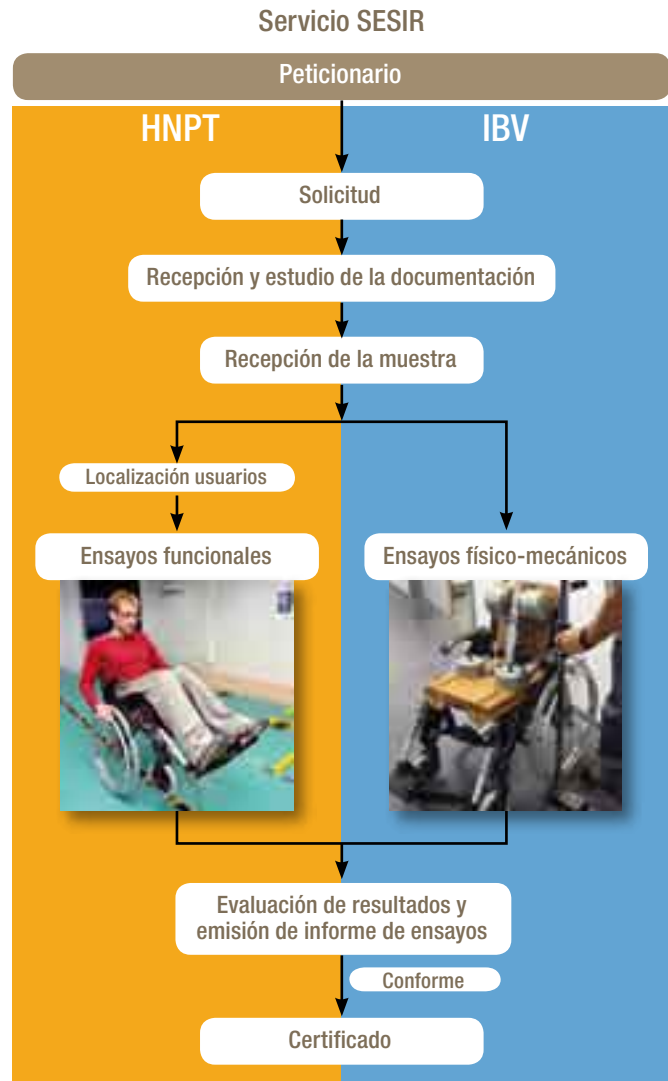 Servicio SESIR
Peticionario
HNPT
IBV
Solicitud
Recepción y estudio de la documentación
Recepción de la muestra
Localización usuarios
Ensayos funcionales
Ensayos físico-mecánicos
Evaluación de resultados y
emisión de informe de ensayos
Conforme
Certificado